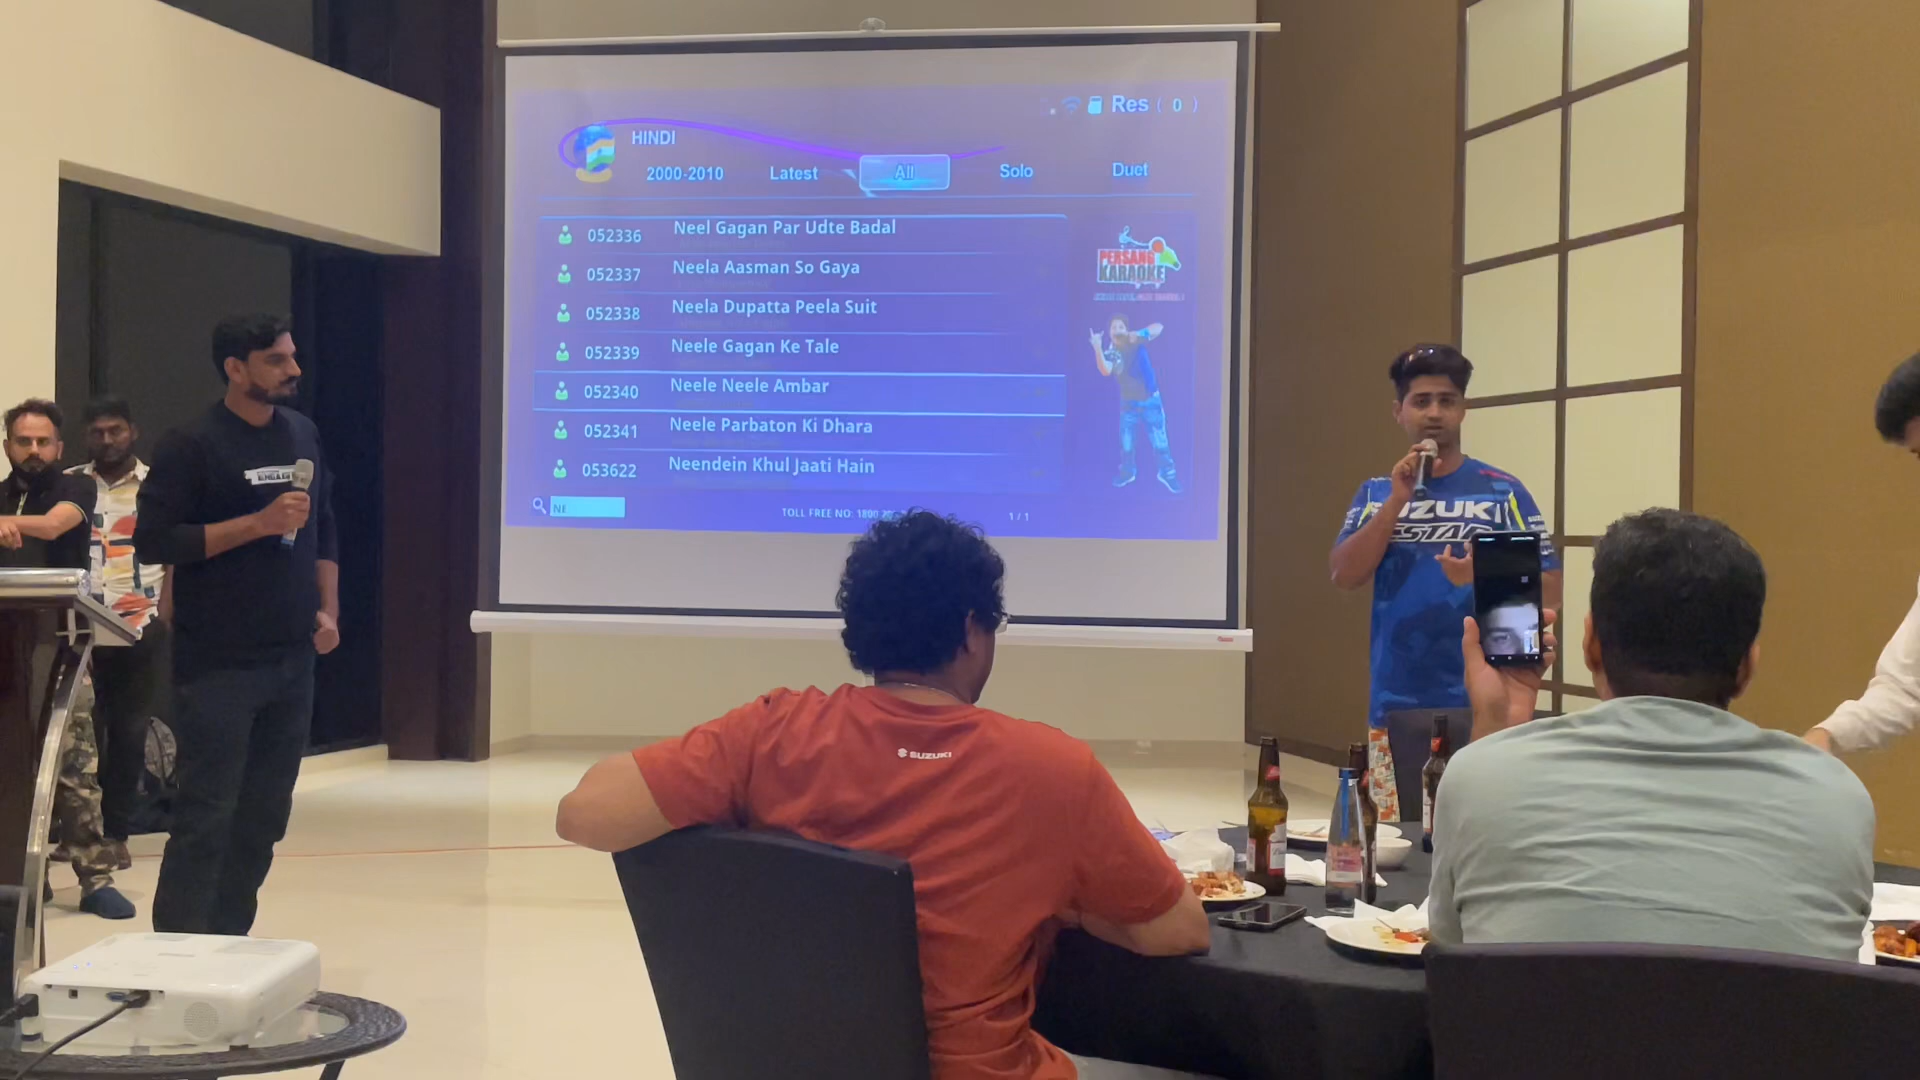 Res ( 0 )
HINDI
2000-2010 Latest All Solo Duet
052336 Neel Gagan Par Udte Badal
052337 Neela Aasman So Gaya
052338 Neela Dupatta Peela Suit
052339 Neele Gagan Ke Tale
052340 Neele Neele Ambar
052341 Neele Parbaton Ki Dhara
053622 Neendein Khul Jaati Hain
PERSANG
KARAOKE
NE
TOLL FREE NO: 1800
1 / 1
SUZUKI